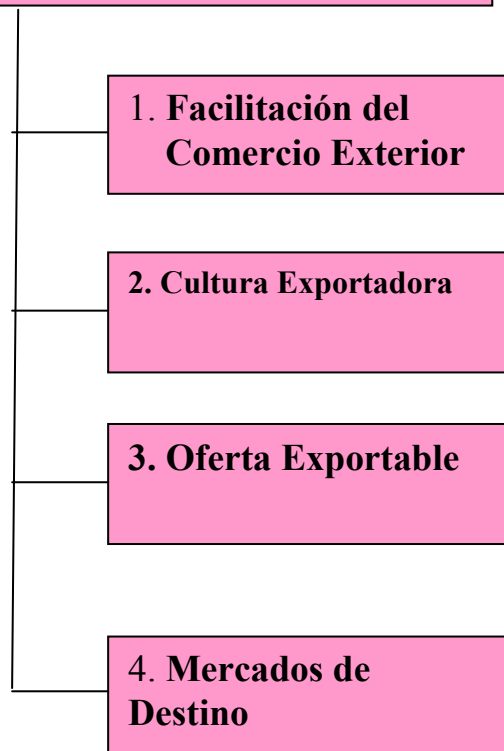 1. Facilitación del
Comercio Exterior
2. Cultura Exportadora
3. Oferta Exportable
4. Mercados de
Destino